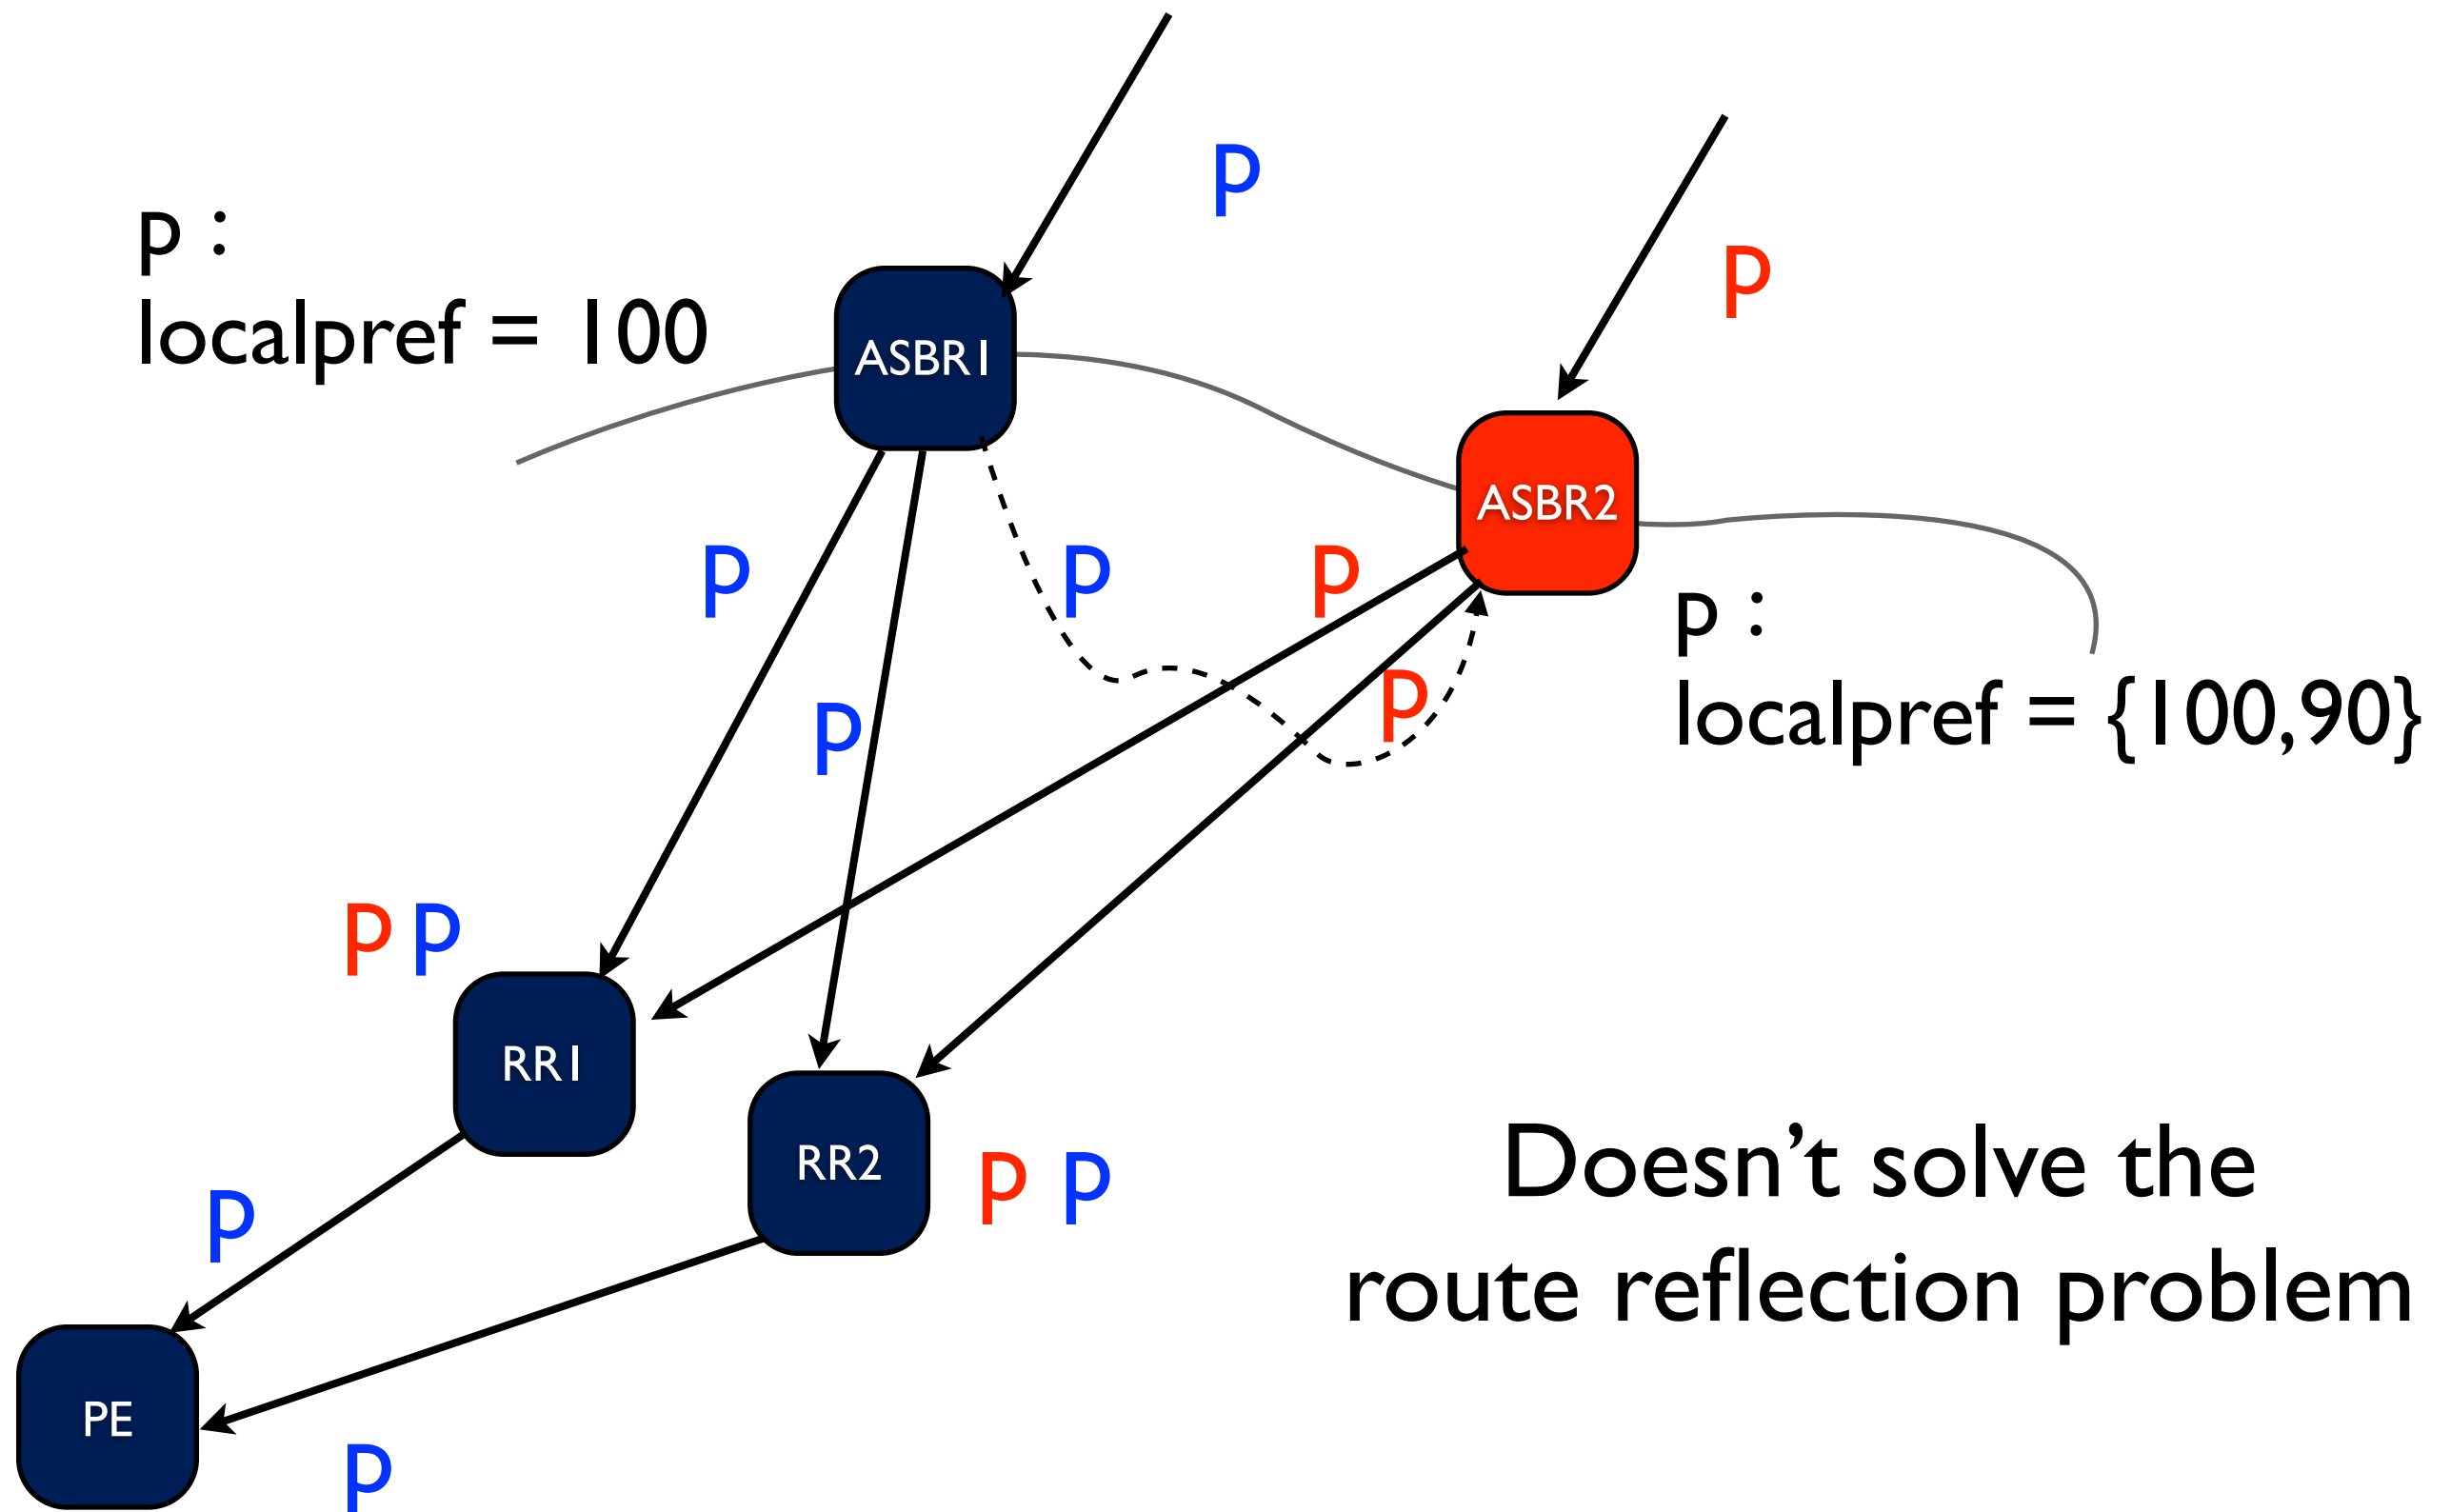 P
P
p :
localpref = 100
ASBR1
ASBR2
P
P
P
p :
localpref = {100,90}
P
P
P P
RR1
RR2
P P
Doesn't solve the
route reflection problem
P
PE
P